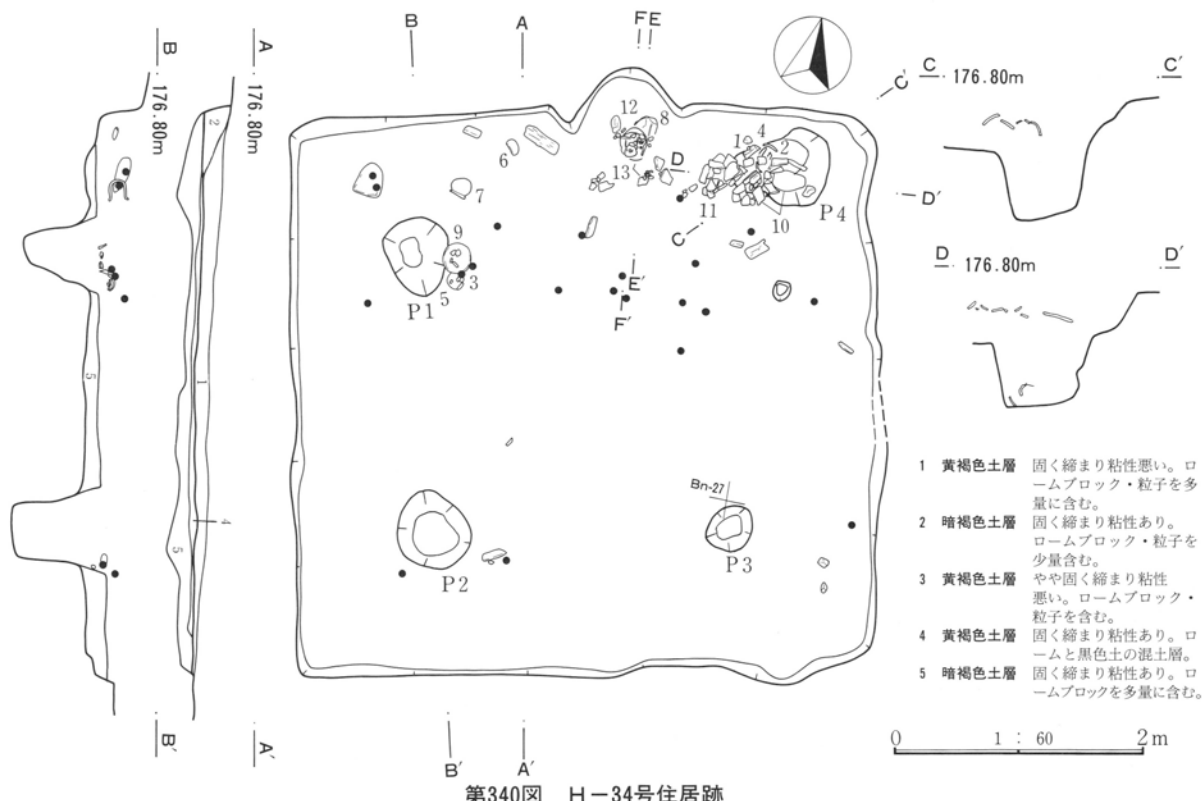 B
A
F E
B
A
176.80m
176.80m
2
1
5
5
4
B'
A'
C'
12
8
6
7
13
D
1
4
2
11
10
P4
C
D'
9
8
3
5
P1
E'
F'
Bn-27
P2
P3
B'
A'
C 176.80m C'
D 176.80m D'
1 黄褐色土層 固く締まり粘性悪い。ロ
ームブロック・粒子を多
量に含む。
2 暗褐色土層 固く締まり粘性あり。
ロームブロック・粒子を
少量含む。
3 黄褐色土層 やや固く締まり粘性
悪い。ロームブロック・
粒子を含む。
4 黄褐色土層 固く締まり粘性あり。ロ
ームと黒色土の混土層。
5 暗褐色土層 固く締まり粘性あり。ロ
ームブロックを多量に含む。
0 1 : 60 2m
第340図 H－34号住居跡